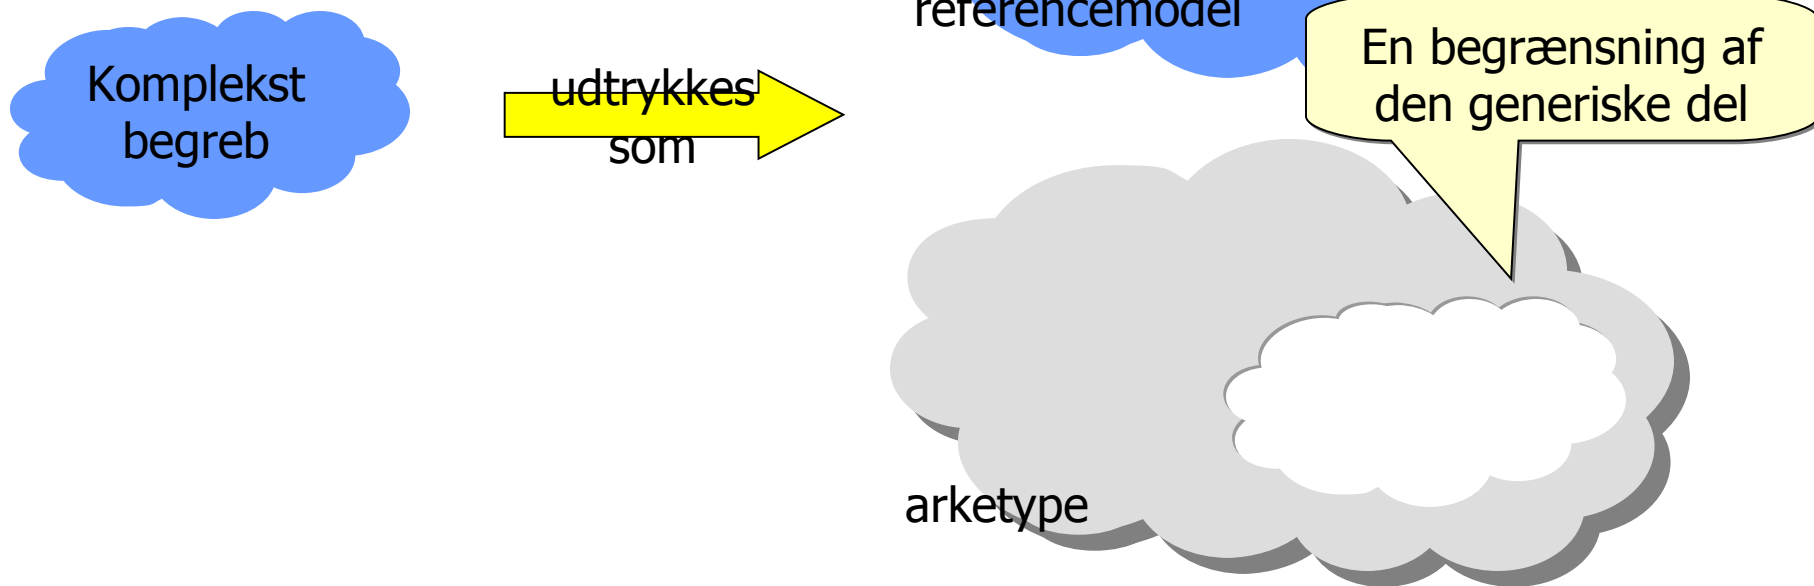 referencemodel
En begrænsning af
den generiske del
Komplekst
begreb
udtrykkes
som
arketype